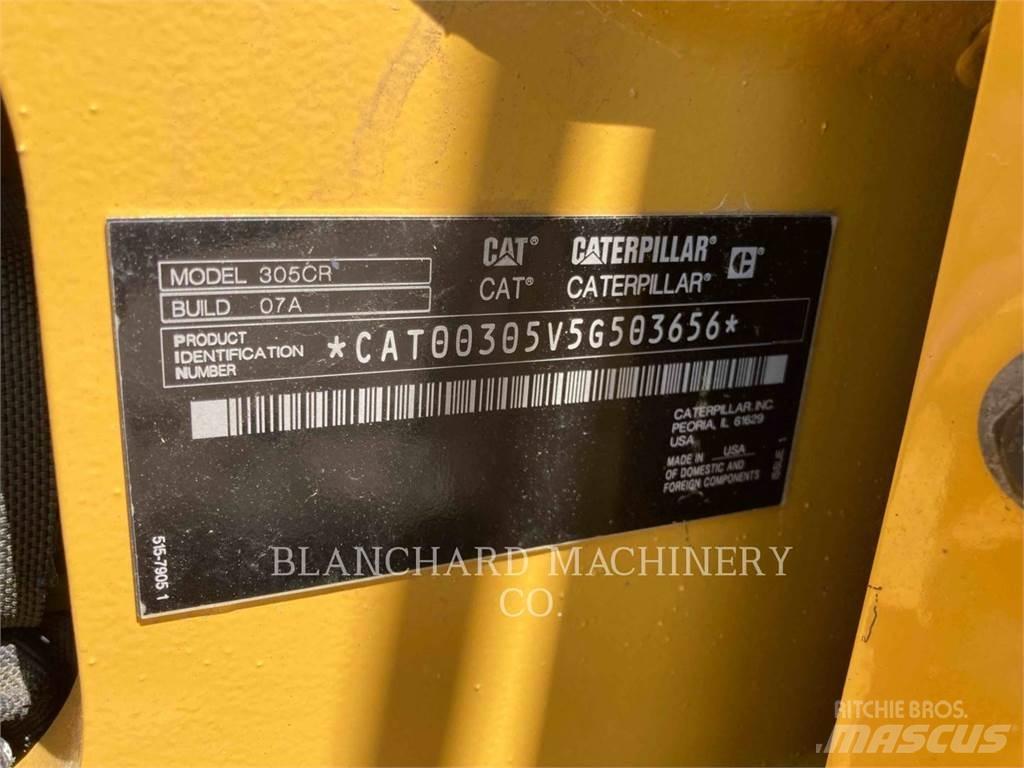 CAT® CATERPILLAR®
CAT® CATERPILLAR®
MODEL 305CR
BUILD 07A
PRODUCT
IDENTIFICATION
NUMBER
*CAT00305V5G503656*
CATERPILLAR, INC.
PEORIA, IL 61629
USA
MADE IN USA
OF DOMESTIC AND
FOREIGN COMPONENTS
ISSUE 1
515-7905 1
BLANCHARD MACHINERY
CO.
RITCHIE BROS.
MASCUS